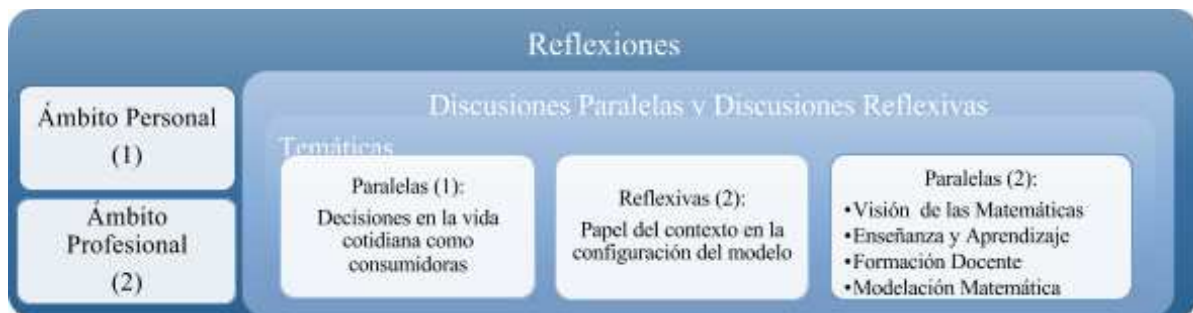 Reflexiones
Ámbito Personal
(1)
Ámbito
Profesional
(2)
Discusiones Paralelas y Discusiones Reflexivas
Temáticas
Paralelas (1):
Decisiones en la vida
cotidiana como
consumidoras
Reflexivas (2):
Papel del contexto en la
configuración del modelo
Paralelas (2):
•Visión de las Matemáticas
•Enseñanza y Aprendizaje
•Formación Docente
•Modelación Matemática